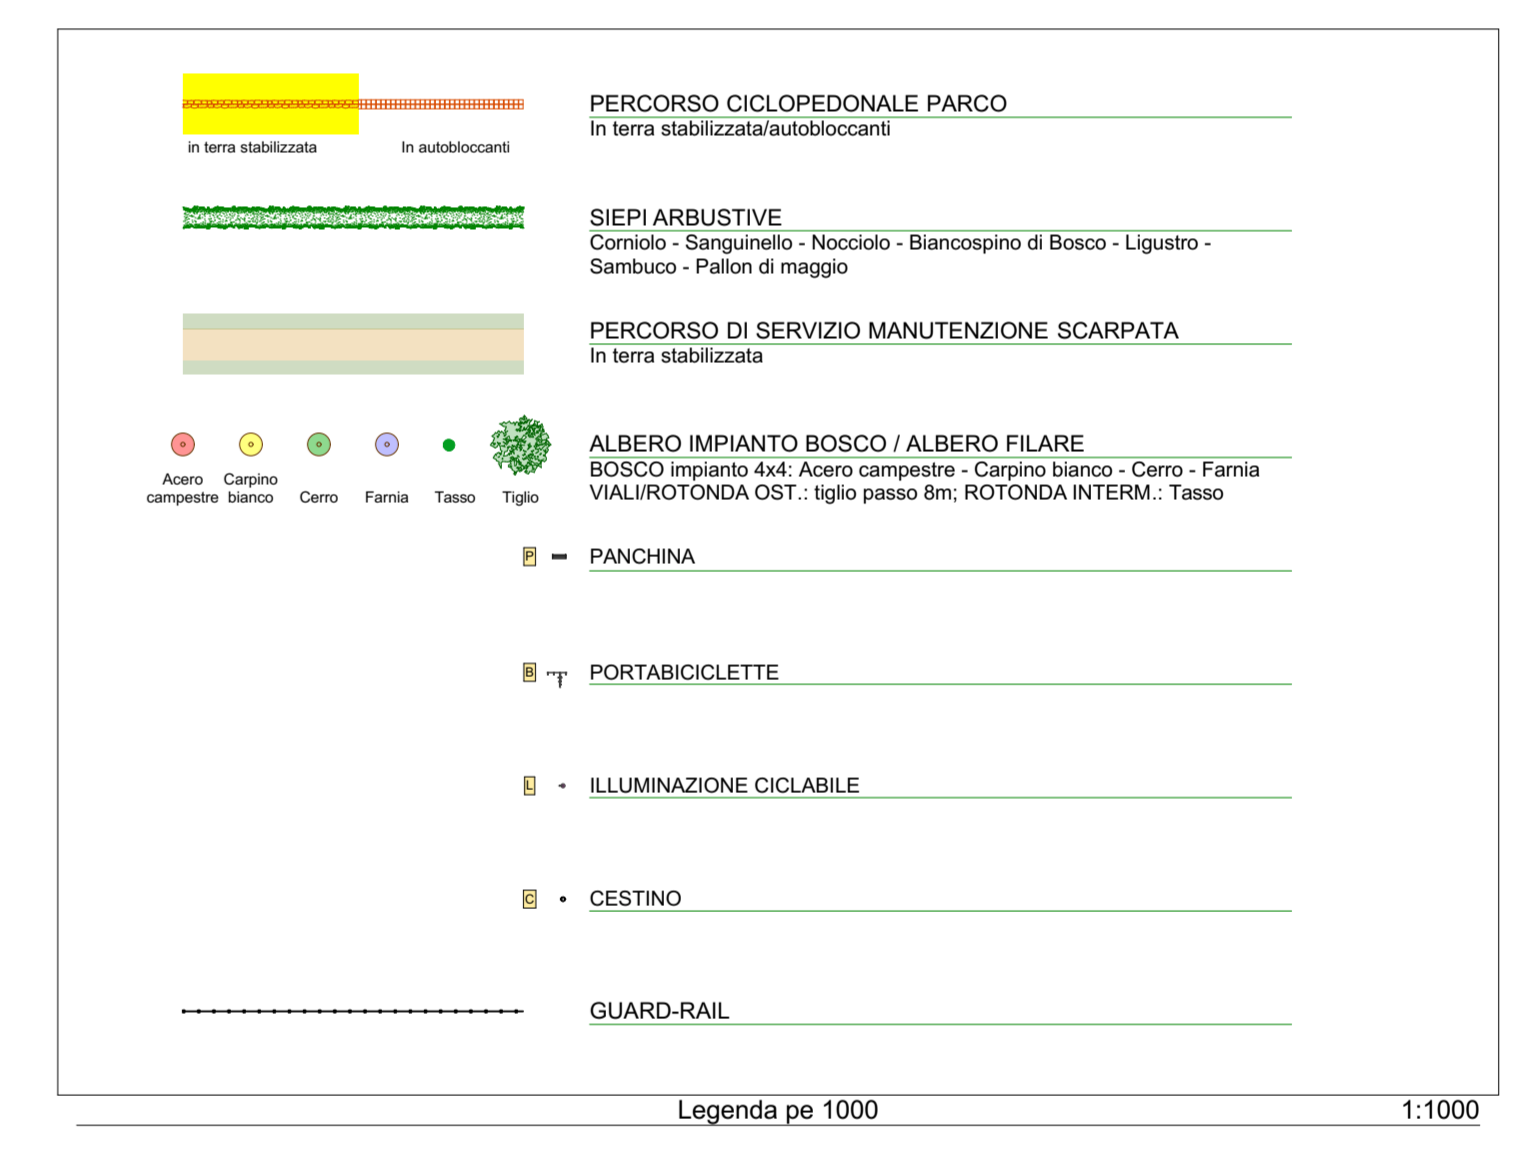 PERCORSO CICLOPEDONALE PARCO
In terra stabilizzata/autobloccanti
in terra stabilizzata
In autobloccanti
SIEPI ARBUSTIVE
Corniolo - Sanguinello - Nocciolo - Biancospino di Bosco - Ligustro -
Sambuco - Pallon di maggio
PERCORSO DI SERVIZIO MANUTENZIONE SCARPATA
In terra stabilizzata
ALBERO IMPIANTO BOSCO / ALBERO FILARE
BOSCO impianto 4x4: Acero campestre - Carpino bianco - Cerro - Farnia
VIALI/ROTONDA OST.: tiglio passo 8m; ROTONDA INTERM.: Tasso
Acero
campestre
Carpino
bianco
Cerro
Farnia
Tasso
Tiglio
P PANCHINA
B PORTABICICLETTE
L ILLUMINAZIONE CICLABILE
C CESTINO
GUARD-RAIL
Legenda pe 1000
1:1000